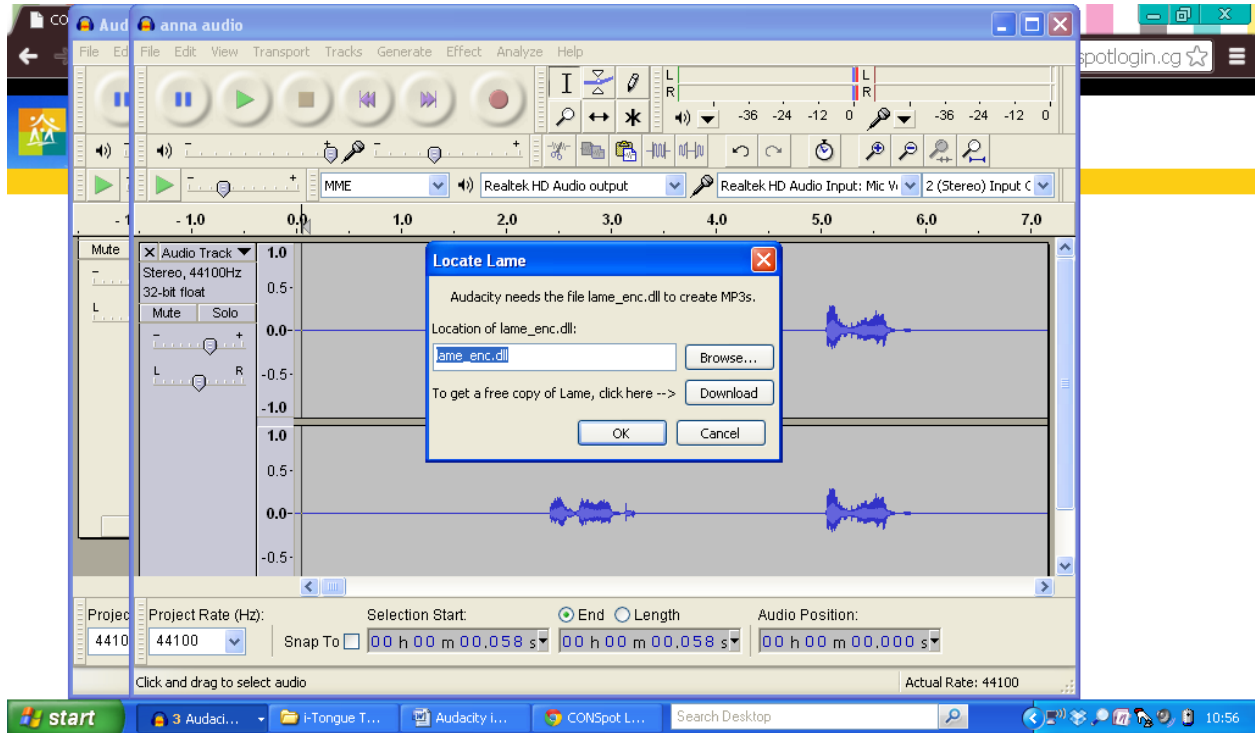 CO
spotlogin.cg
Aud
anna audio
File Ed
File Edit View Transport Tracks Generate Effect Analyze Help
L
R
-36 -24 -12 0
L
R
-36 -24 -12 0
MME
Realtek HD Audio output
Realtek HD Audio Input: Mic V
2 (Stereo) Input C
- 1
- 1.0 0.0 1.0 2.0 3.0 4.0 5.0 6.0 7.0
Mute
- 
L
Audio Track
Stereo, 44100Hz
32-bit float
Mute Solo
- +
L R
1.0
0.5
0.0
-0.5
-1.0
1.0
0.5
0.0
-0.5
Locate Lame
Audacity needs the file lame_enc.dll to create MP3s.
Location of lame_enc.dll:
lame_enc.dll
Browse...
To get a free copy of Lame, click here -->
Download
OK Cancel
Projec
4410
Project Rate (Hz):
44100
Snap To
Selection Start:
00 h 00 m 00.058 s
End Length
00 h 00 m 00.058 s
Audio Position:
00 h 00 m 00.000 s
Click and drag to select audio
Actual Rate: 44100
start
3 Audaci...
i-Tongue T...
Audacity i...
CONSpot L...
Search Desktop
10:56